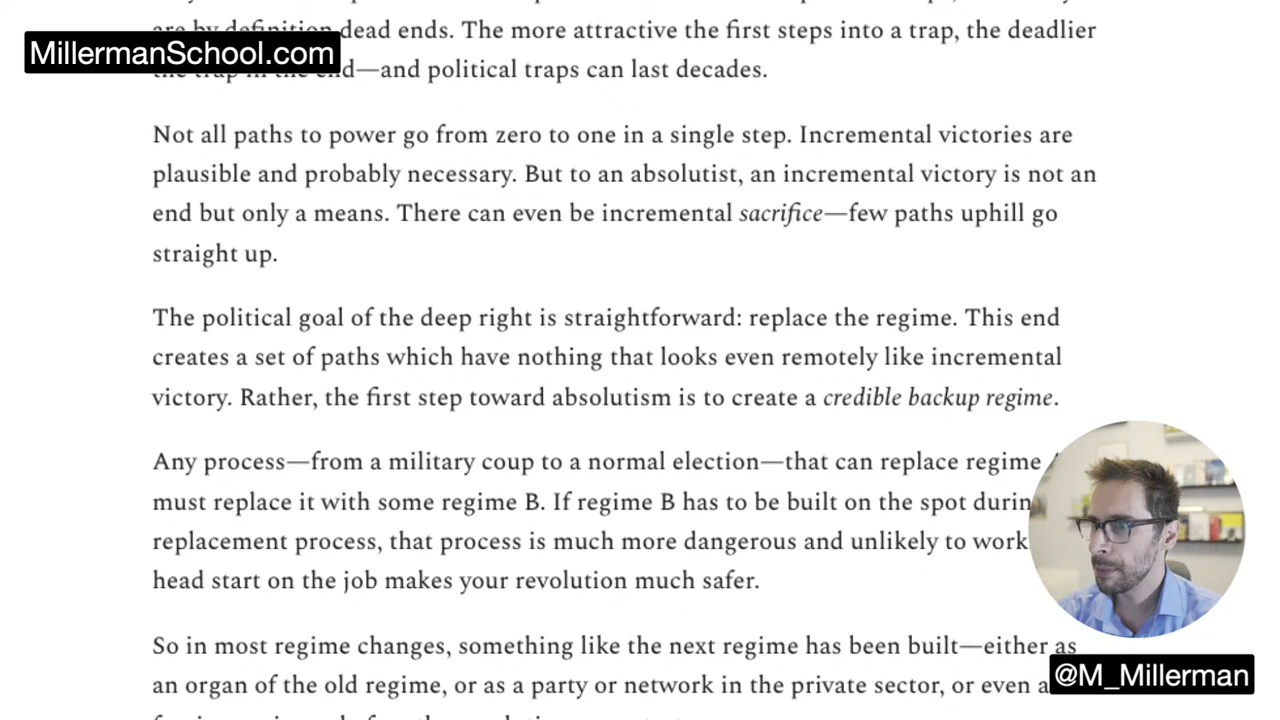 MillermanSchool.com
are by definition dead ends. The more attractive the first steps into a trap, the deadlier
the trap in the end—and political traps can last decades.
Not all paths to power go from zero to one in a single step. Incremental victories are
plausible and probably necessary. But to an absolutist, an incremental victory is not an
end but only a means. There can even be incremental sacrifice—few paths uphill go
straight up.
The political goal of the deep right is straightforward: replace the regime. This end
creates a set of paths which have nothing that looks even remotely like incremental
victory. Rather, the first step toward absolutism is to create a credible backup regime.
Any process—from a military coup to a normal election—that can replace regime
must replace it with some regime B. If regime B has to be built on the spot
replacement process, that process is much more dangerous and unlikely to work
head start on the job makes your revolution much safer.
So in most regime changes, something like the next regime has been built—either as
an organ of the old regime, or as a party or network in the private sector, or even
@M_Millerman